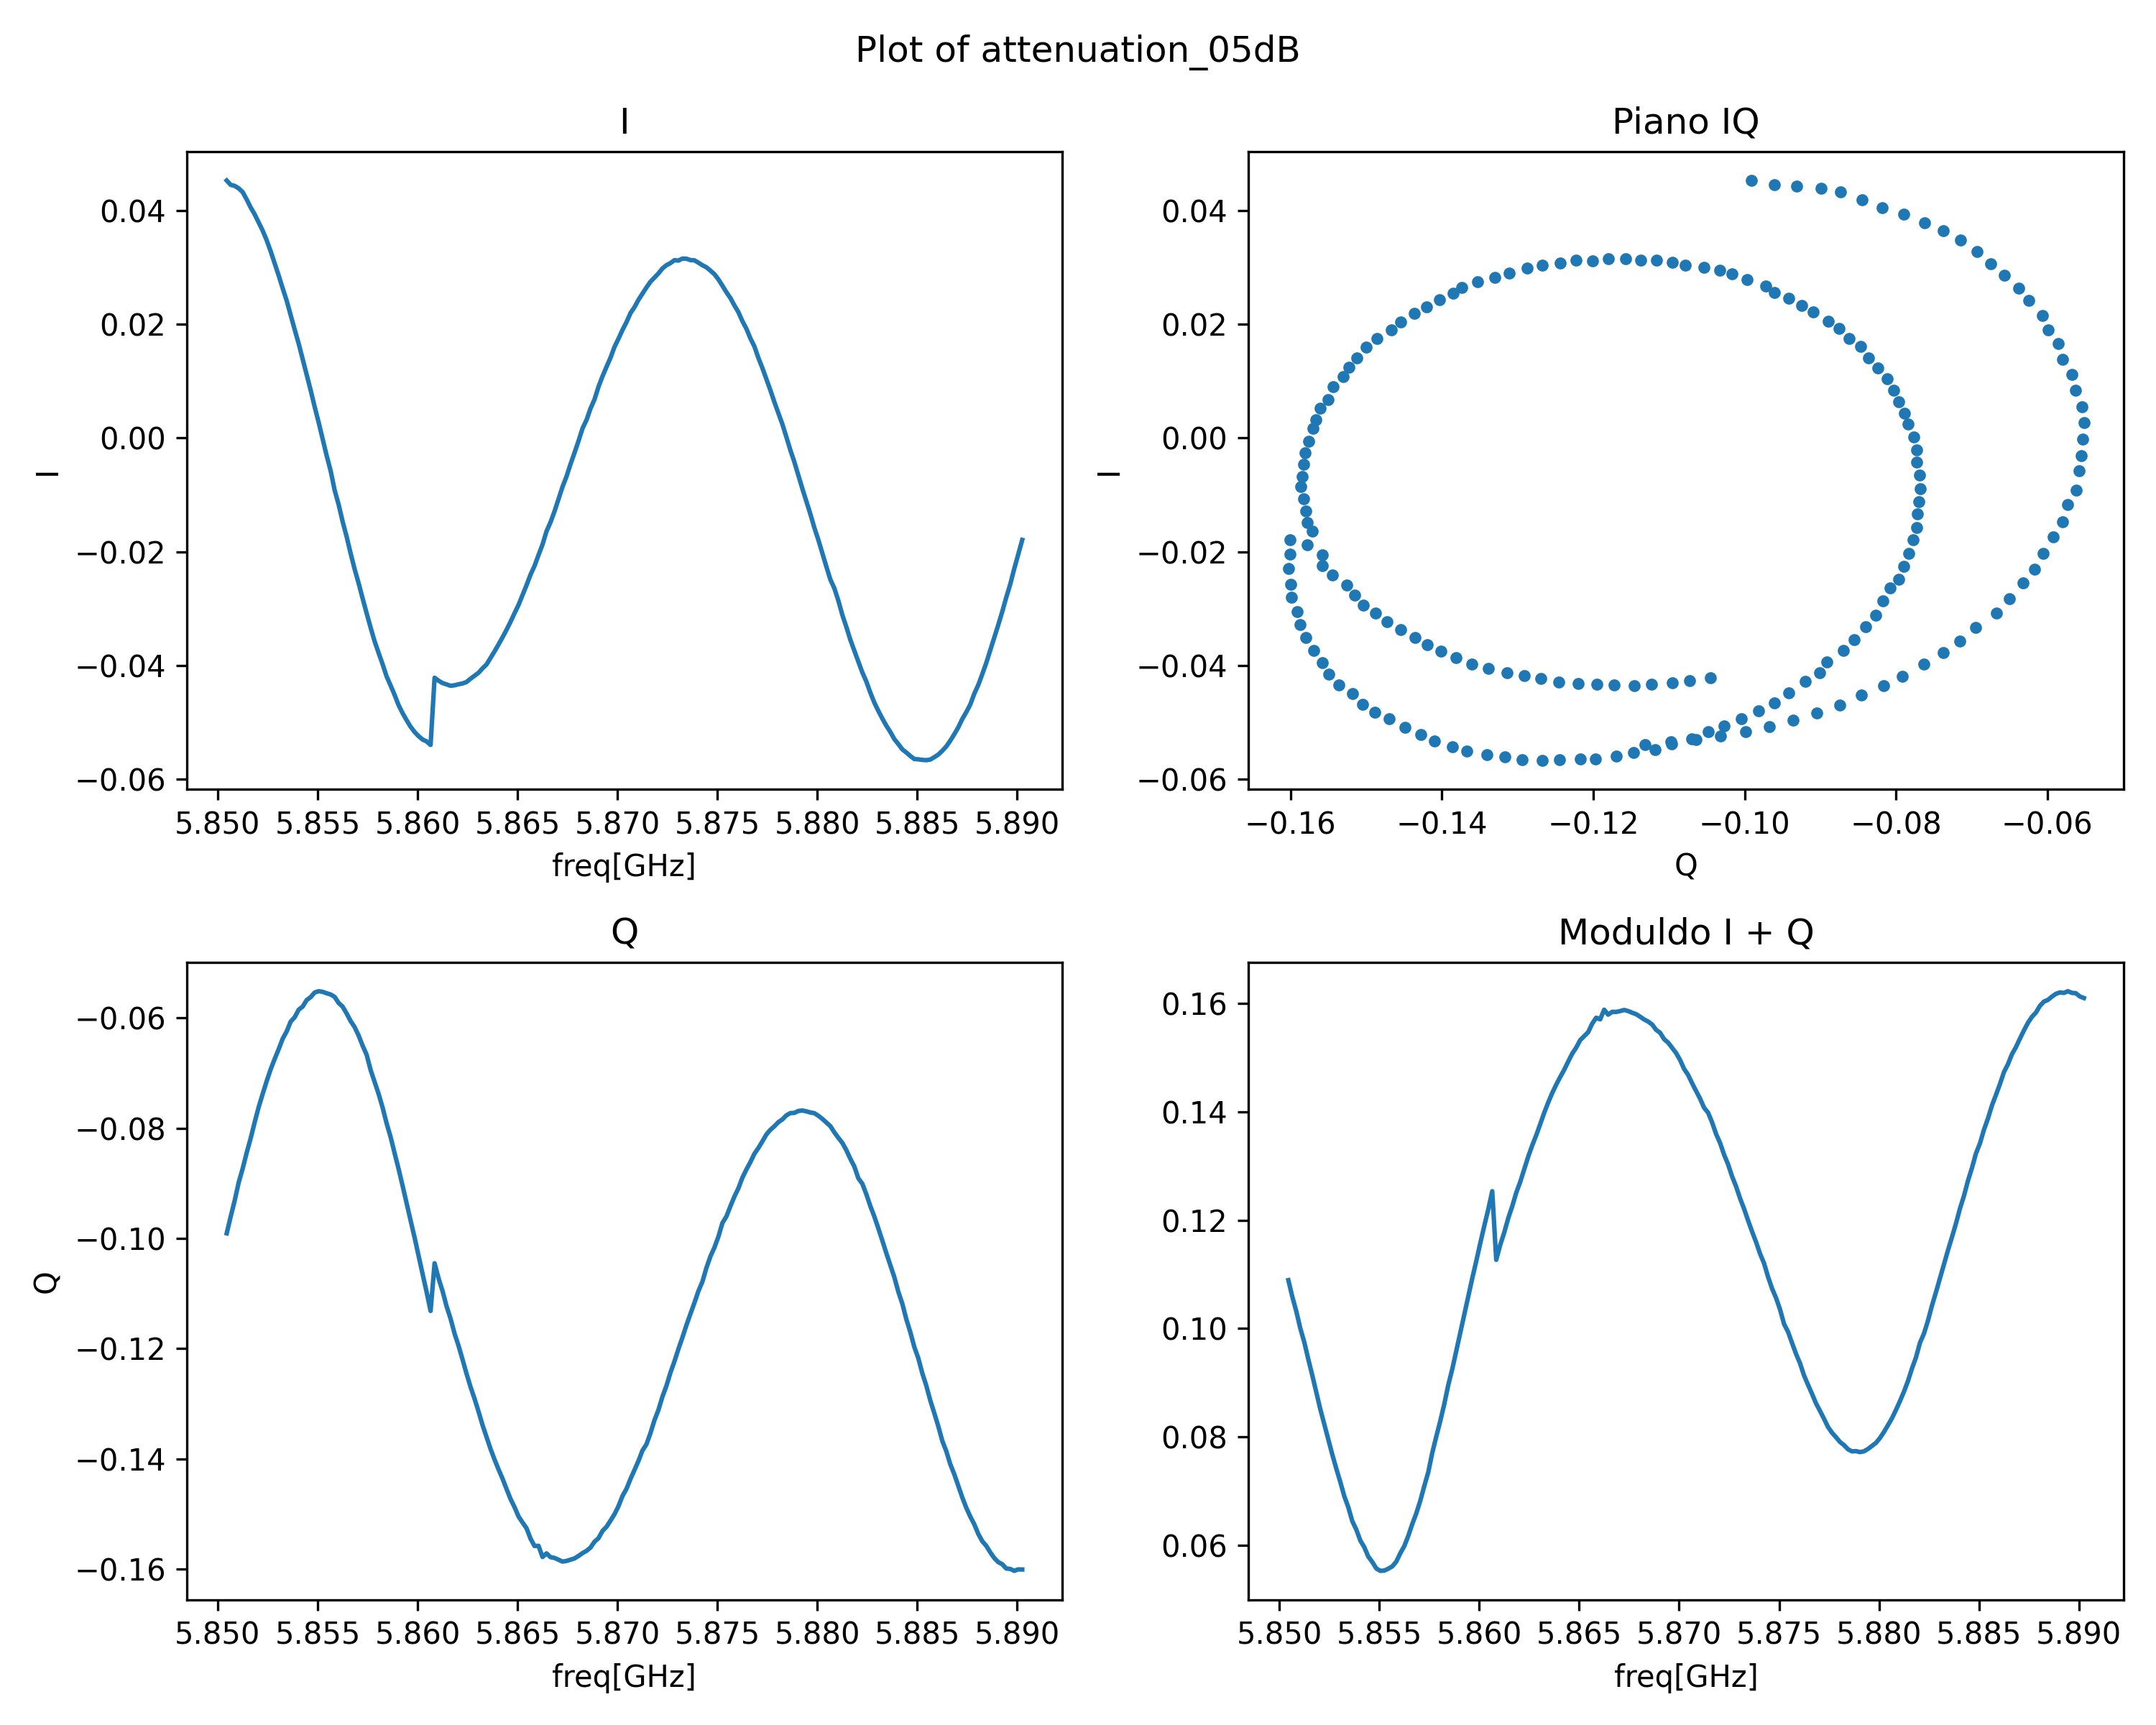 Plot of attenuation_05dB
I
0.04
0.02
0.00
−0.02
−0.04
−0.06
I
5.850 5.855 5.860 5.865 5.870 5.875 5.880 5.885 5.890
freq[GHz]
Piano IQ
0.04
0.02
0.00
−0.02
−0.04
−0.06
I
−0.16 −0.14 −0.12 −0.10 −0.08 −0.06
Q
Q
−0.06
−0.08
−0.10
−0.12
−0.14
−0.16
Q
5.850 5.855 5.860 5.865 5.870 5.875 5.880 5.885 5.890
freq[GHz]
Moduldo I + Q
0.16
0.14
0.12
0.10
0.08
0.06
5.850 5.855 5.860 5.865 5.870 5.875 5.880 5.885 5.890
freq[GHz]